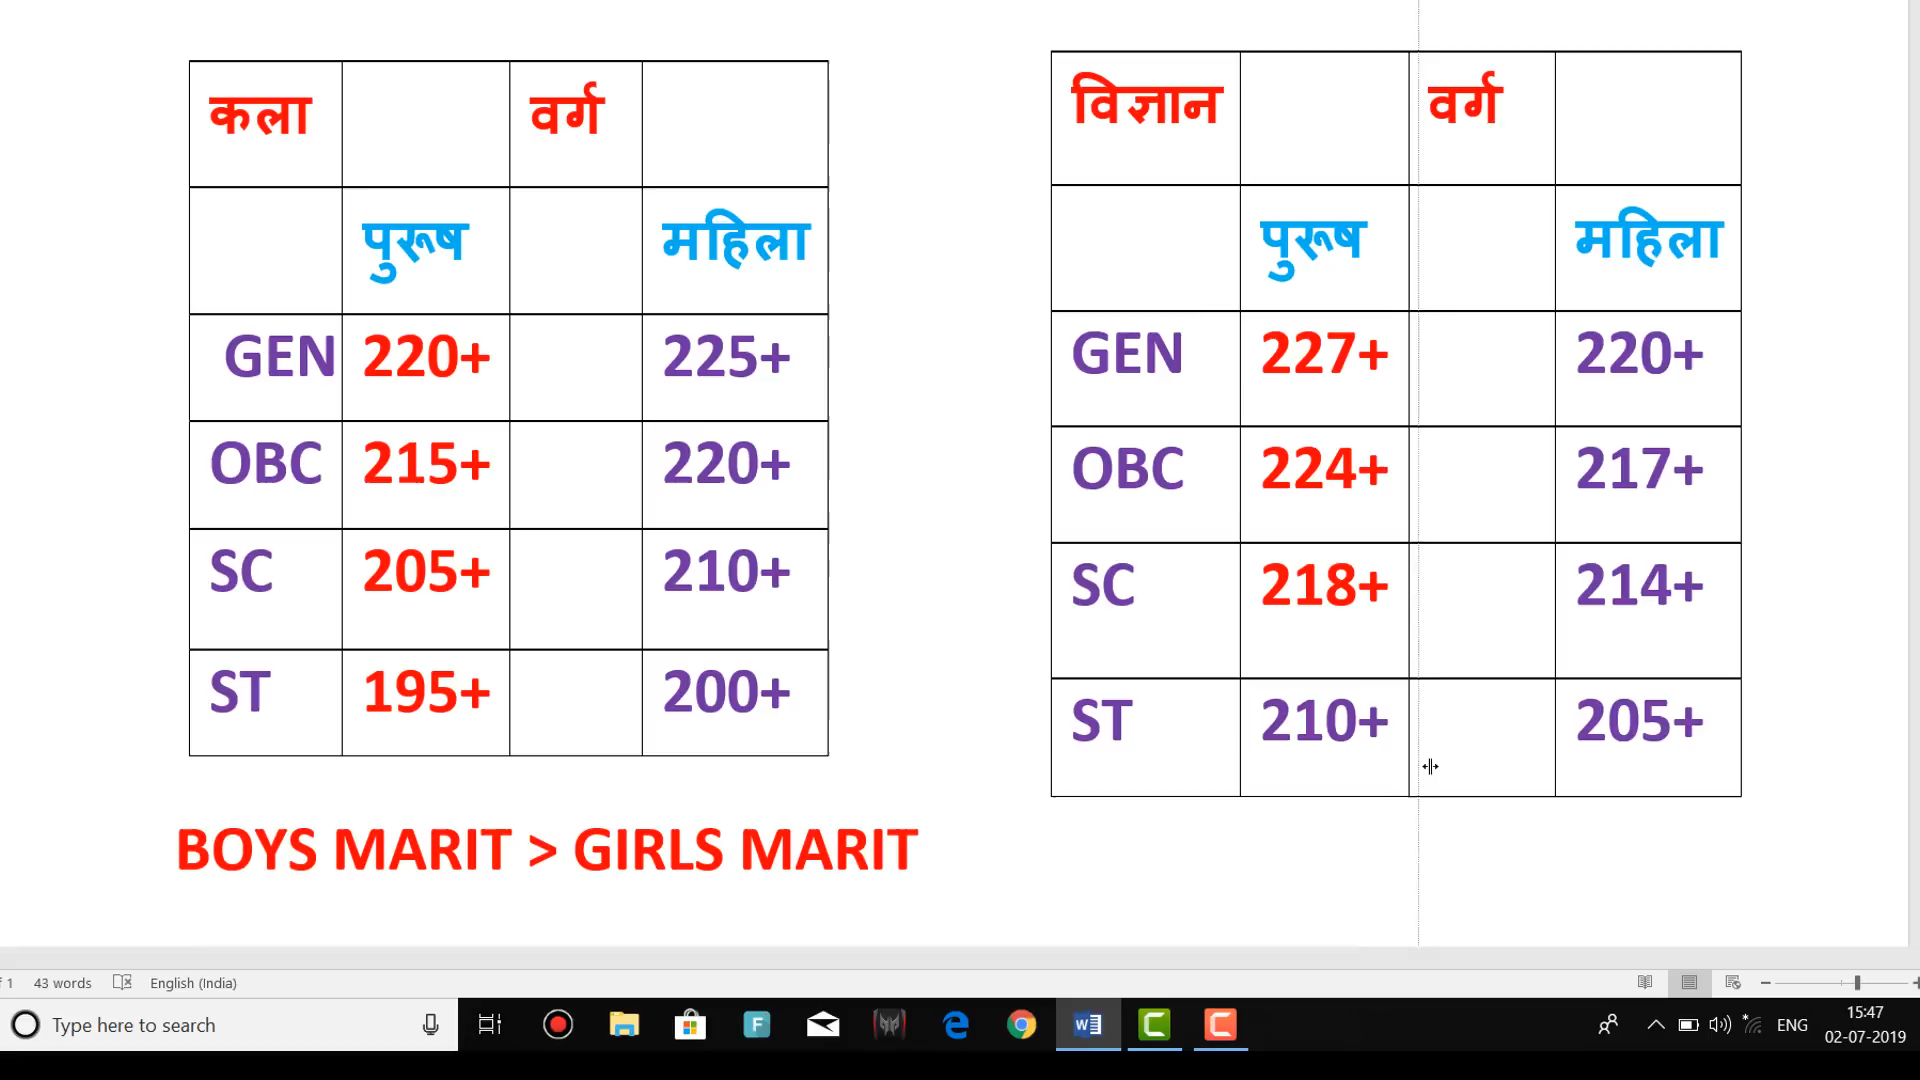 कला वर्ग
पुरूष महिला
GEN 220+ 225+
OBC 215+ 220+
SC 205+ 210+
ST 195+ 200+
BOYS MARIT > GIRLS MARIT
विज्ञान वर्ग
पुरूष महिला
GEN 227+ 220+
OBC 224+ 217+
SC 218+ 214+
ST 210+ 205+
f 1 43 words English (India)
Type here to search
F
ENG
15:47
02-07-2019